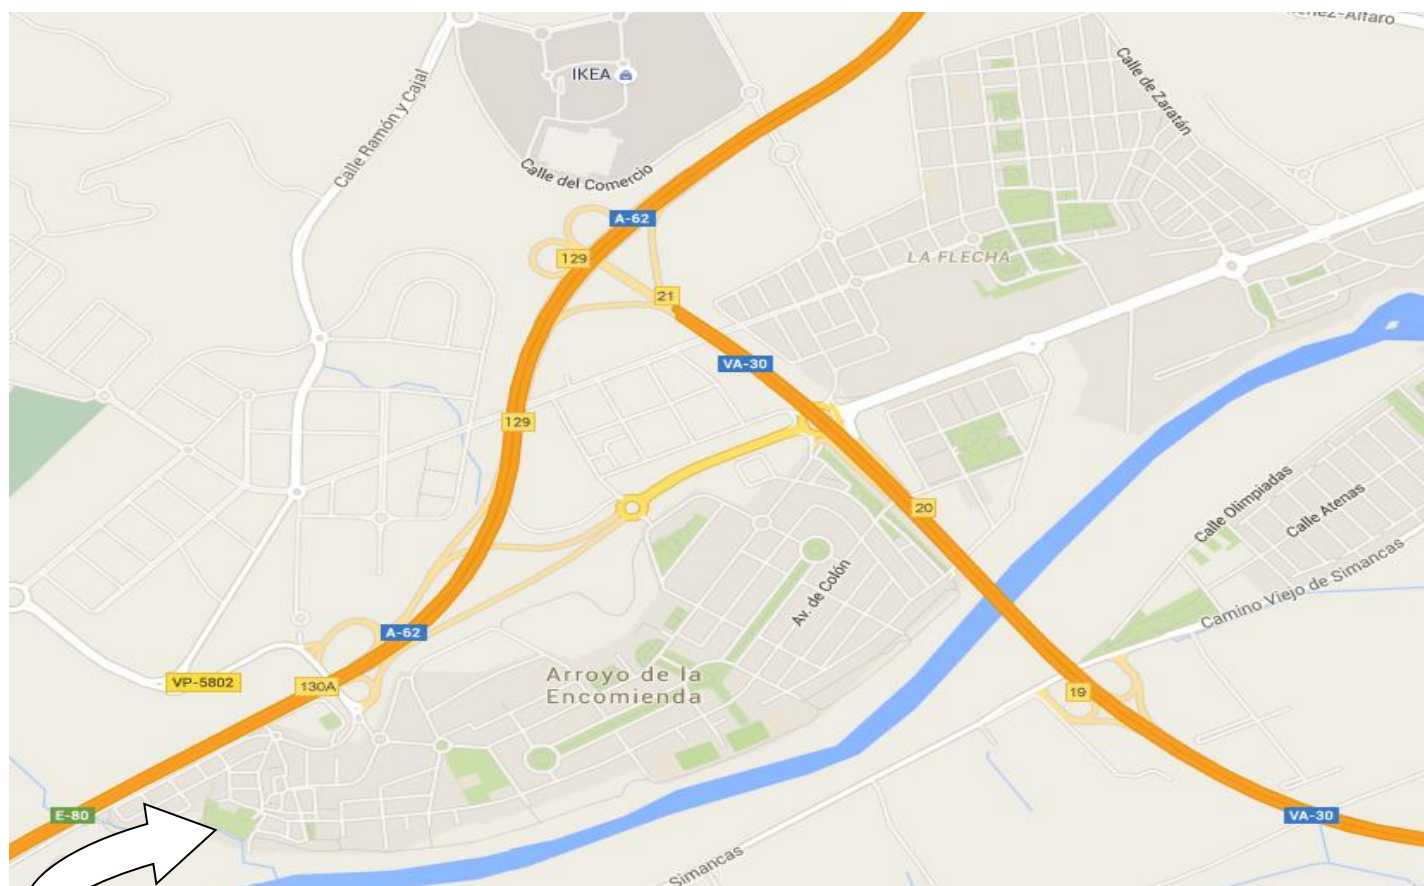 nez-Alfaro
IKEA
Calle Ramón y Cajal
Calle de Zaratán
Calle del Comercio
A-62
129
LA FLECHA
21
VA-30
129
20
Calle Olimpiadas
Calle Atenas
Camino Viejo de Simancas
Av. de Colón
A-62
VP-5802
130A
Arroyo de la
Encomienda
19
E-80
VA-30
Simancas